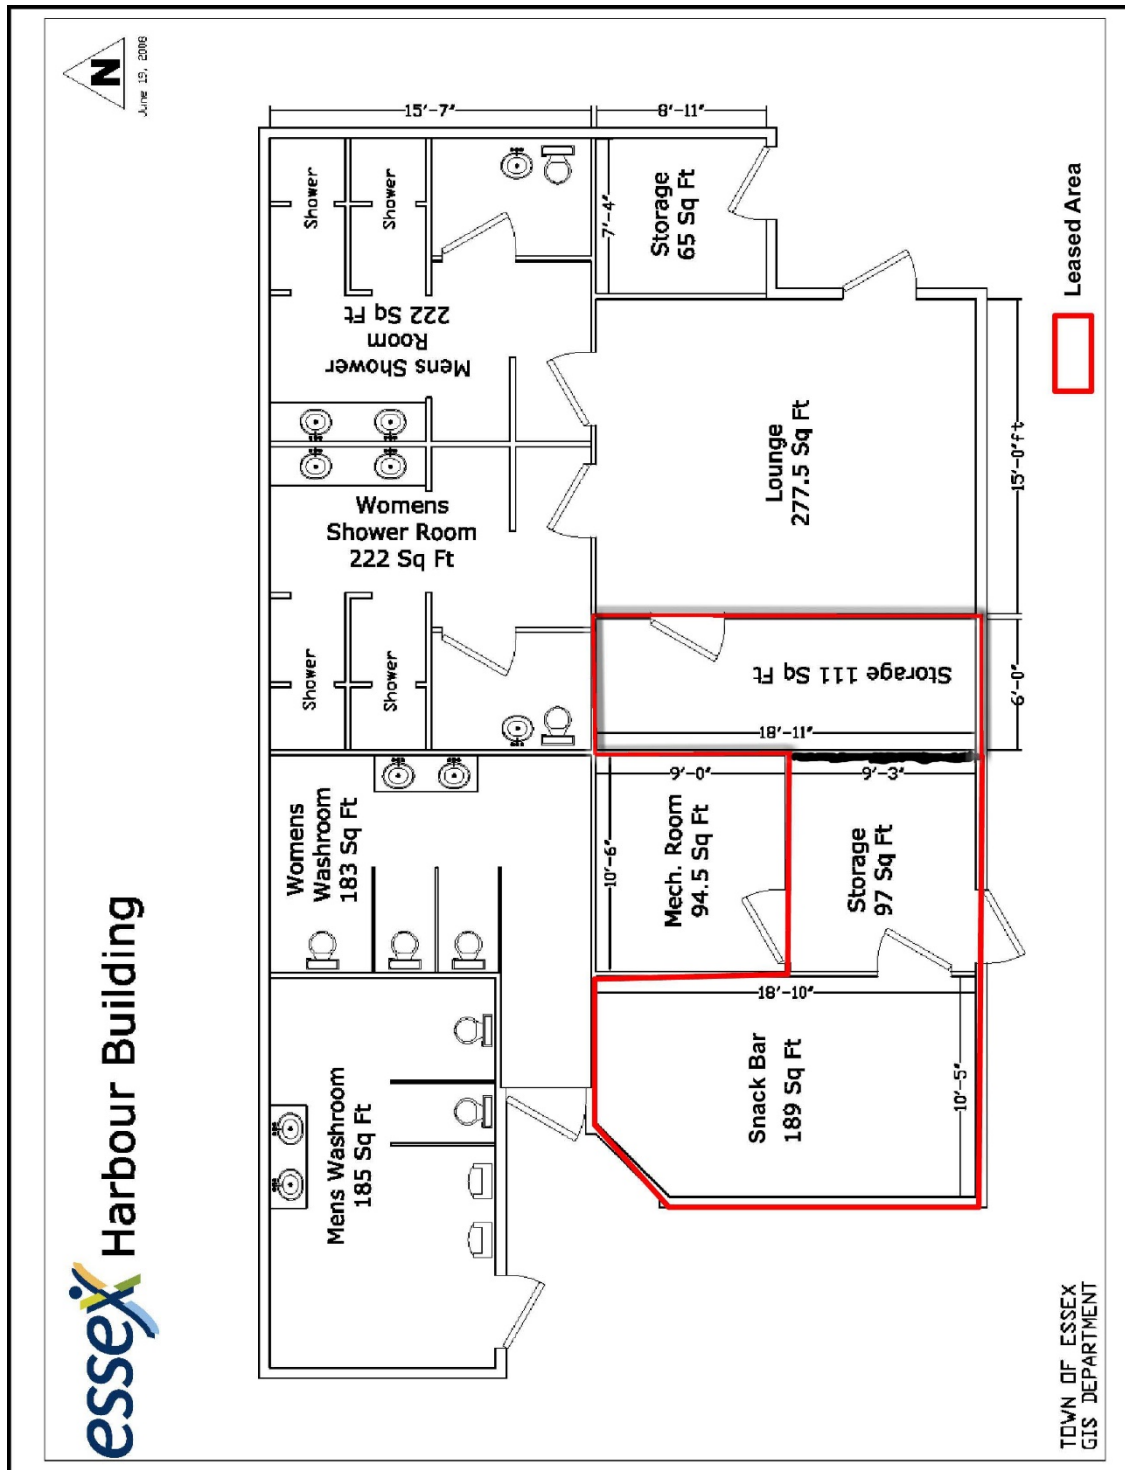 essex Harbour Building
N
June 19, 2008
15'-7"
8'-11"
Shower
Shower
Mens Shower
Room
222 Sq Ft
7'-4"
Storage
65 Sq Ft
Womens
Shower Room
222 Sq Ft
Lounge
277.5 Sq Ft
15'-0"ft
Shower
Shower
Storage 111 Sq Ft
18'-11"
6'-0"
Womens
Washroom
183 Sq Ft
10'-6"
9'-0"
Mech. Room
94.5 Sq Ft
9'-3"
Storage
97 Sq Ft
Mens Washroom
185 Sq Ft
18'-10"
Snack Bar
189 Sq Ft
10'-5"
Leased Area
TOWN OF ESSEX
GIS DEPARTMENT